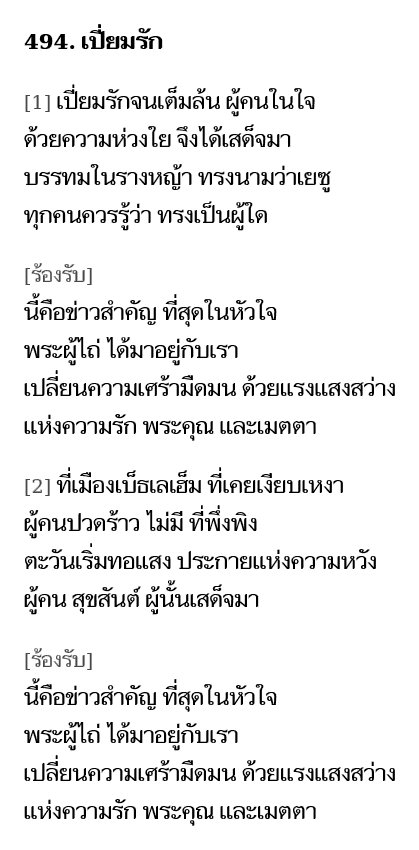 494. เปี่ยมรัก
[1] เปี่ยมรักจนเต็มล้น ผู้คนในใจ
ด้วยความห่วงใย จึงได้เสด็จมา
บรรทมในรางหญ้า ทรงนามว่าเยซู
ทุกคนควรรู้ว่า ทรงเป็นผู้ใด
[ร้องรับ]
นี้คือข่าวสำคัญ ที่สุดในหัวใจ
พระผู้ไถ่ ได้มาอยู่กับเรา
เปลี่ยนความเศร้ามืดมน ด้วยแรงแสงสว่าง
แห่งความรัก พระคุณ และเมตตา
[2] ที่เมืองเบ็ธเลเฮ็ม ที่เคยเงียบเหงา
ผู้คนปวดร้าว ไม่มี ที่พึ่งพิง
ตะวันเริ่มทอแสง ประกายแห่งความหวัง
ผู้คน สุขสันต์ ผู้นั้นเสด็จมา
[ร้องรับ]
นี้คือข่าวสำคัญ ที่สุดในหัวใจ
พระผู้ไถ่ ได้มาอยู่กับเรา
เปลี่ยนความเศร้ามืดมน ด้วยแรงแสงสว่าง
แห่งความรัก พระคุณ และเมตตา